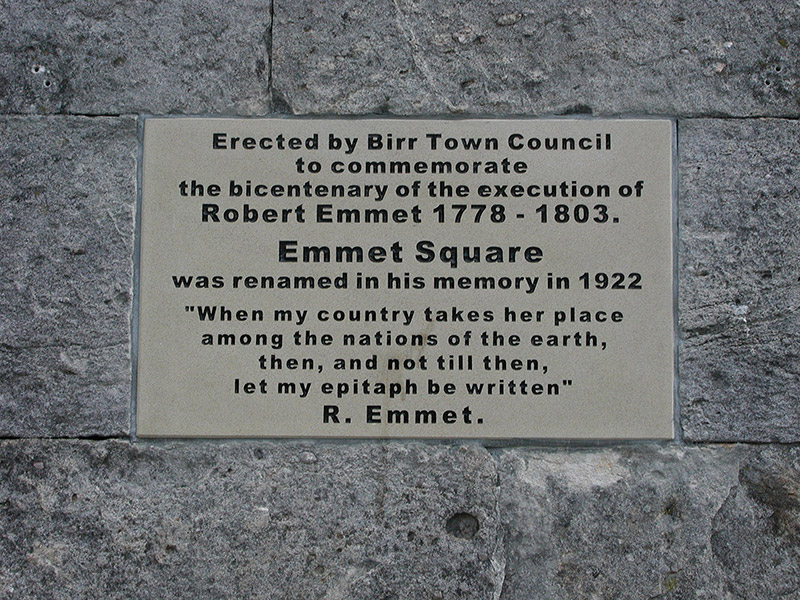 Erected by Birr Town Council
to commemorate
the bicentenary of the execution of
Robert Emmet 1778 - 1803.
Emmet Square
was renamed in his memory in 1922
"When my country takes her place
among the nations of the earth,
then, and not till then,
let my epitaph be written"
R. Emmet.